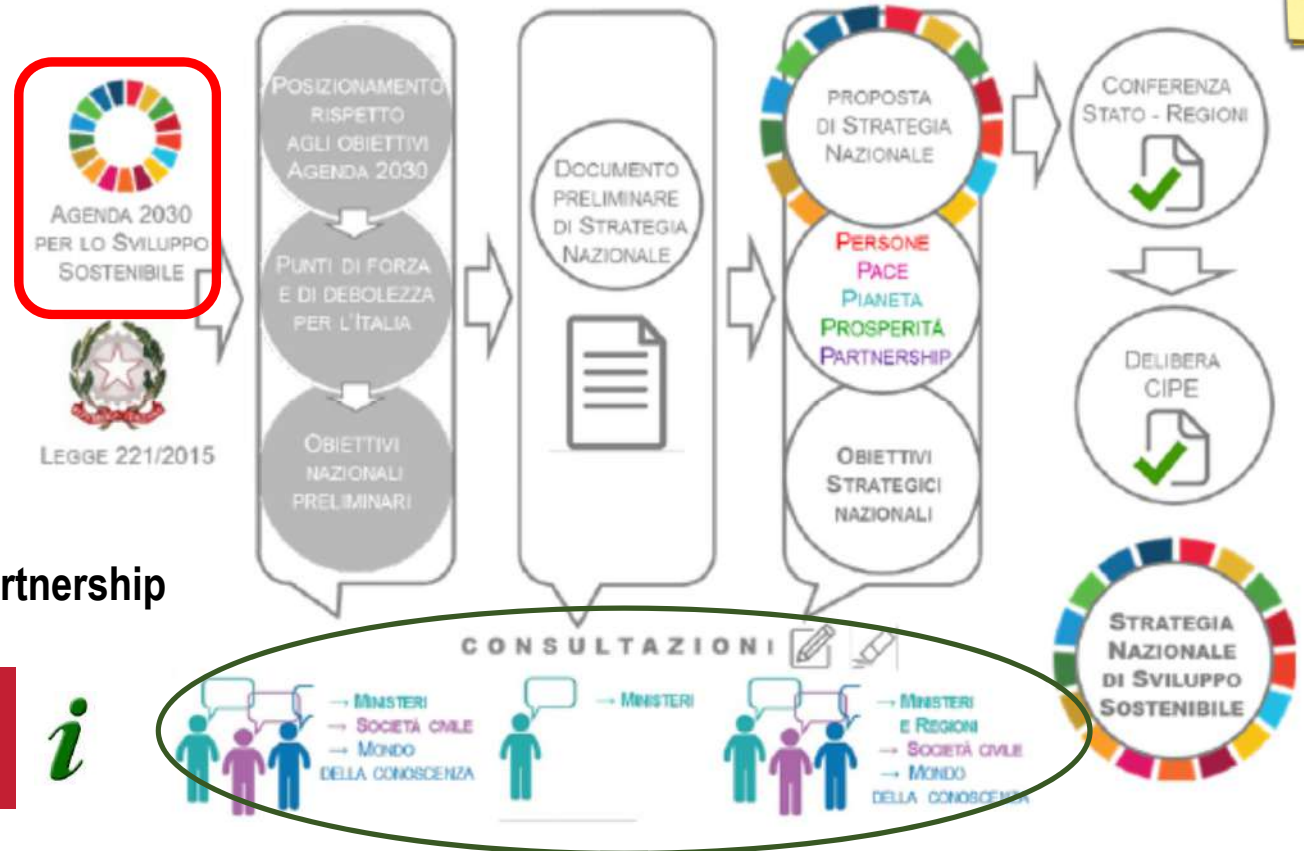 AGENDA 2030
PER LO SVILUPPO
SOSTENIBILE
LEGGE 221/2015
POSIZIONAMENTO
RISPETTO
AGLI OBIETTIVI
AGENDA 2030
PUNTI DI FORZA
E DI DEBOLEZZA
PER L'ITALIA
OBIETTIVI
NAZIONALI
PRELIMINARI
DOCUMENTO
PRELIMINARE
DI STRATEGIA
NAZIONALE
PROPOSTA
DI STRATEGIA
NAZIONALE
PERSONE
PACE
PIANETA
PROSPERITÀ
PARTNERSHIP
OBIETTIVI
STRATEGICI
NAZIONALI
CONFERENZA
STATO - REGIONI
DELIBERA
CIPE
STRATEGIA
NAZIONALE
DI SVILUPPO
SOSTENIBILE
rtnership
i
CONSULTAZIONI
→ MINISTERI
→ SOCIETÀ CIVILE
→ MONDO
DELLA CONOSCENZA
→ MINISTERI
→ MINISTERI
E REGIONI
→ SOCIETÀ CIVILE
→ MONDO
DELLA CONOSCENZA